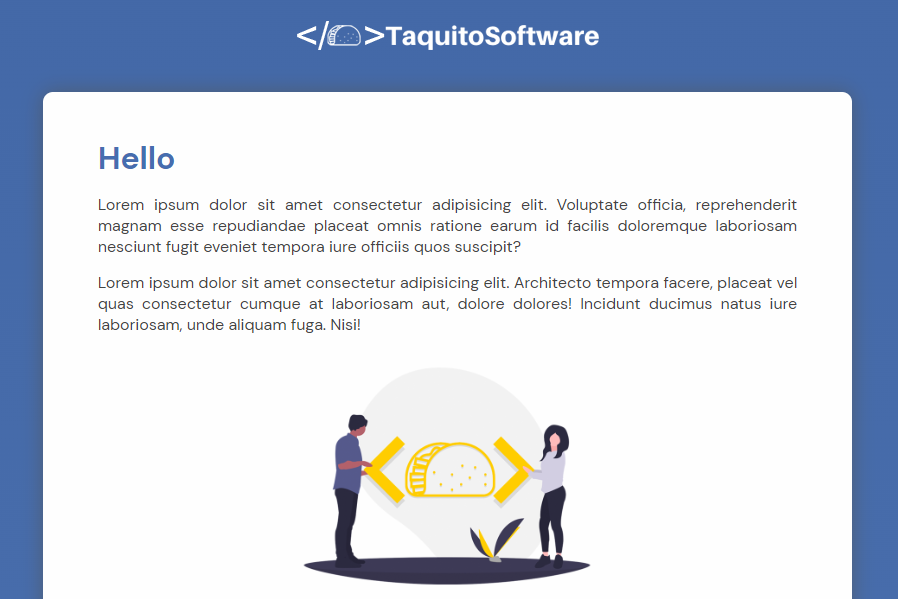 </>TaquitoSoftware
Hello
Lorem ipsum dolor sit amet consectetur adipisicing elit. Voluptate officia, reprehenderit
magnam esse repudiandae placeat omnis ratione earum id facilis doloremque laboriosam
nesciunt fugit eveniet tempora iure officiis quos suscipit?
Lorem ipsum dolor sit amet consectetur adipisicing elit. Architecto tempora facere, placeat vel
quas consectetur cumque at laboriosam aut, dolore dolores! Incidunt ducimus natus iure
laboriosam, unde aliquam fuga. Nisi!